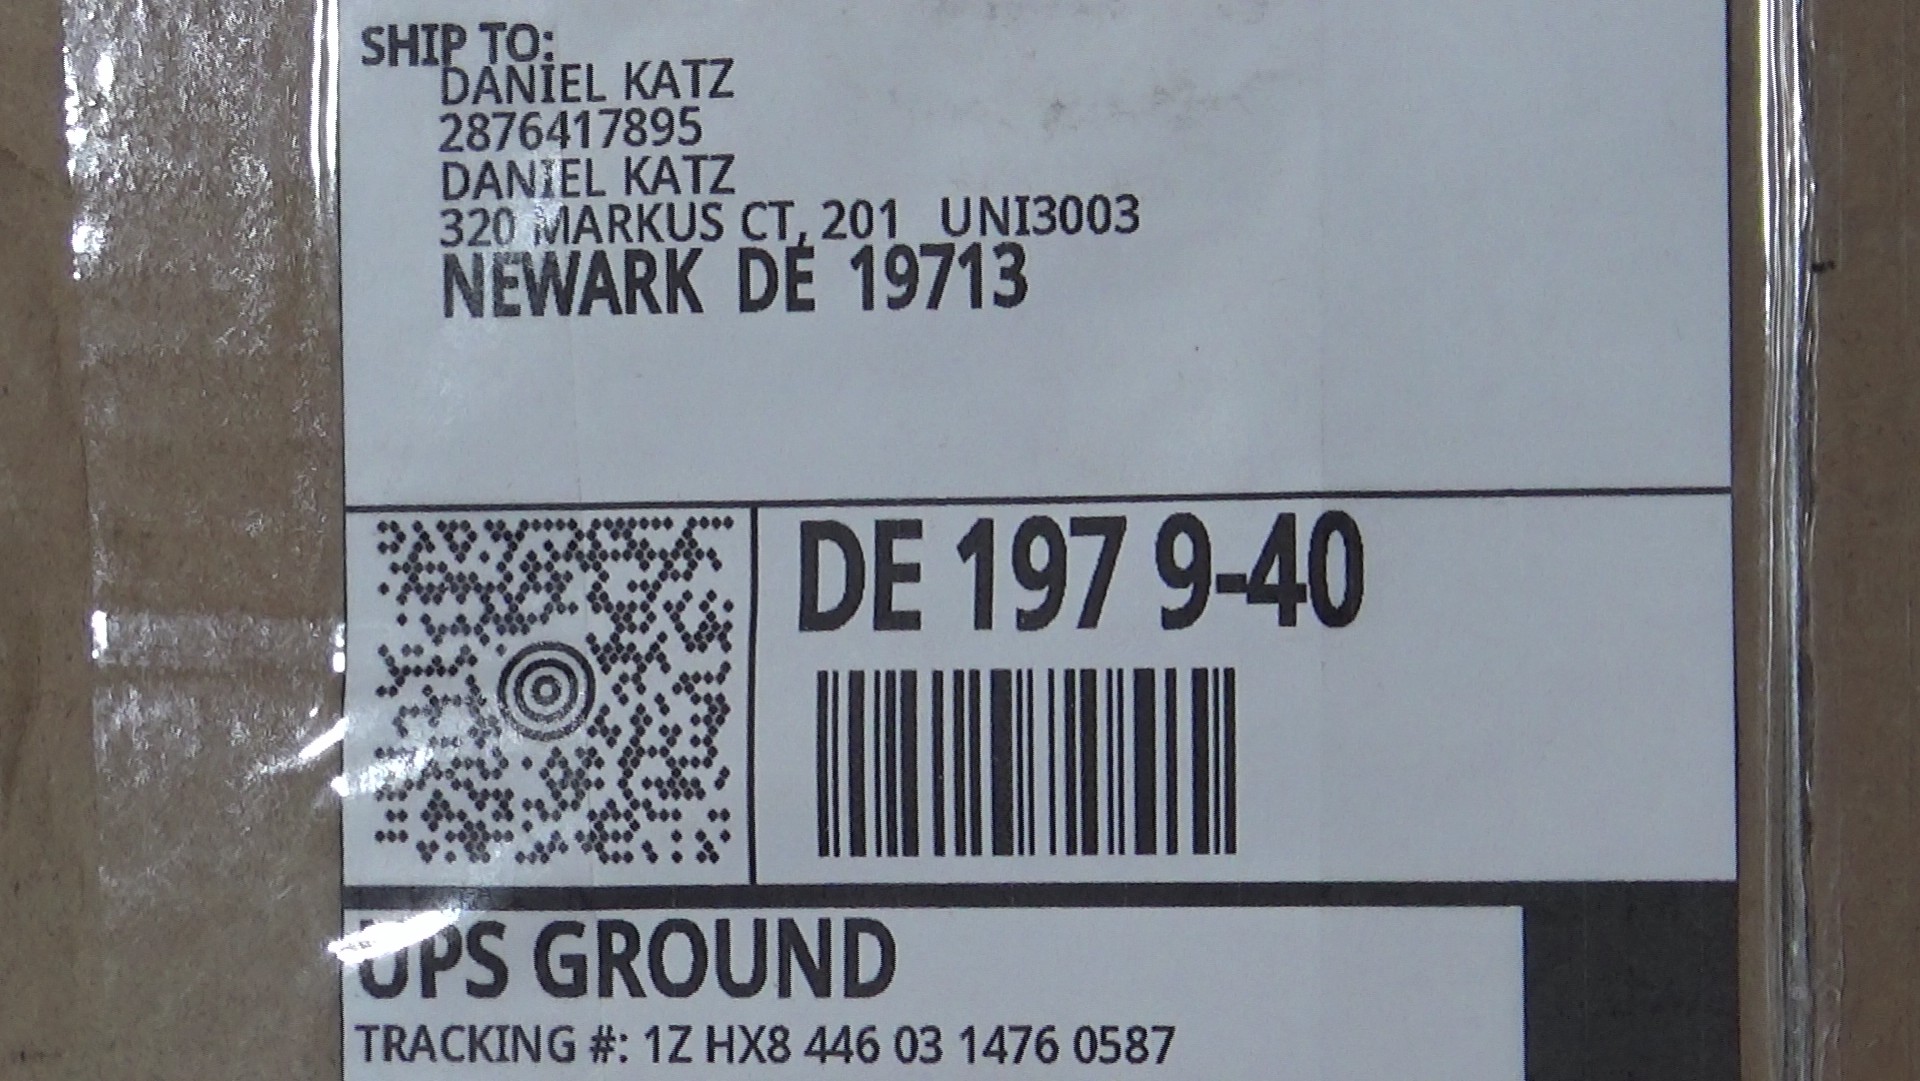 SHIP TO:
DANIEL KATZ
2876417895
DANIEL KATZ
320 MARKUS CT, 201 UNI3003
NEWARK DE 19713
DE 197 9-40
UPS GROUND
TRACKING #: 1Z HX8 446 03 1476 0587